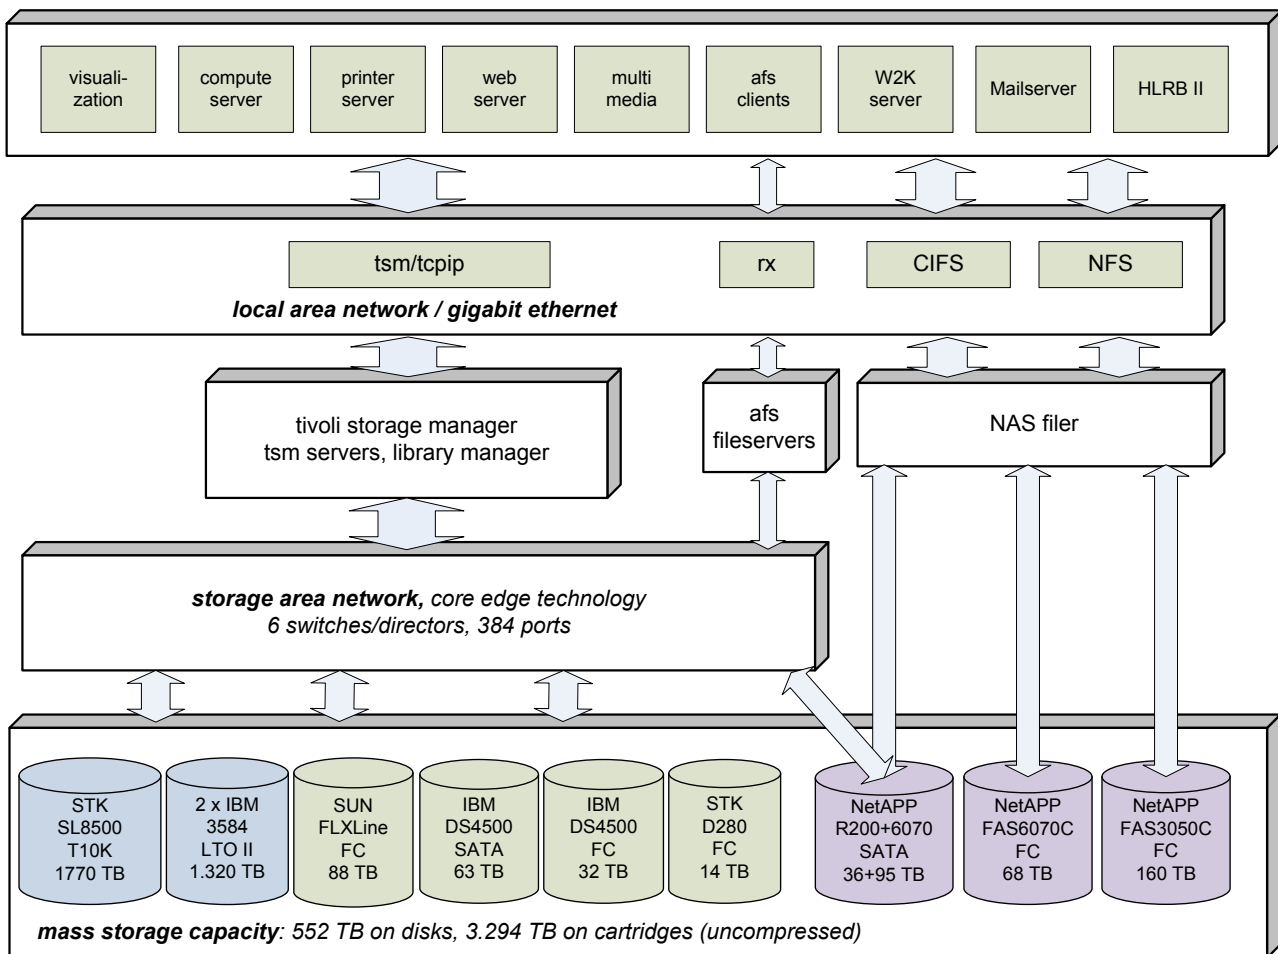 visuali-
zation
compute
server
printer
server
web
server
multi
media
afs
clients
W2K
server
Mailserver
HLRB II
tsm/tcpip
rx
CIFS
NFS
local area network / gigabit ethernet
tivoli storage manager
tsm servers, library manager
afs
fileservers
NAS filer
storage area network, core edge technology
6 switches/directors, 384 ports
STK
SL8500
T10K
1770 TB
2 x IBM
3584
LTO II
1.320 TB
SUN
FLXLine
FC
88 TB
IBM
DS4500
SATA
63 TB
IBM
DS4500
FC
32 TB
STK
D280
FC
14 TB
NetAPP
R200+6070
SATA
36+95 TB
NetAPP
FAS6070C
FC
68 TB
NetAPP
FAS3050C
FC
160 TB
mass storage capacity: 552 TB on disks, 3.294 TB on cartridges (uncompressed)